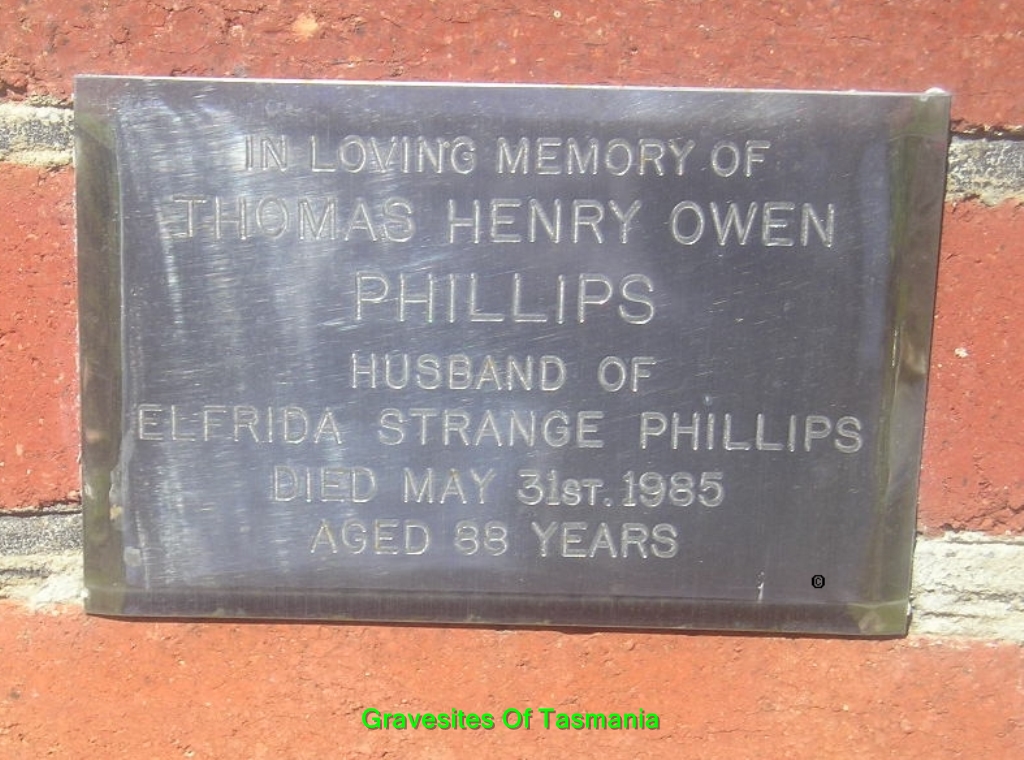 IN LOVING MEMORY OF
THOMAS HENRY OWEN
PHILLIPS
HUSBAND OF
ELFRIDA STRANGE PHILLIPS
DIED MAY 31ST. 1985
AGED 88 YEARS
©
Gravesites Of Tasmania